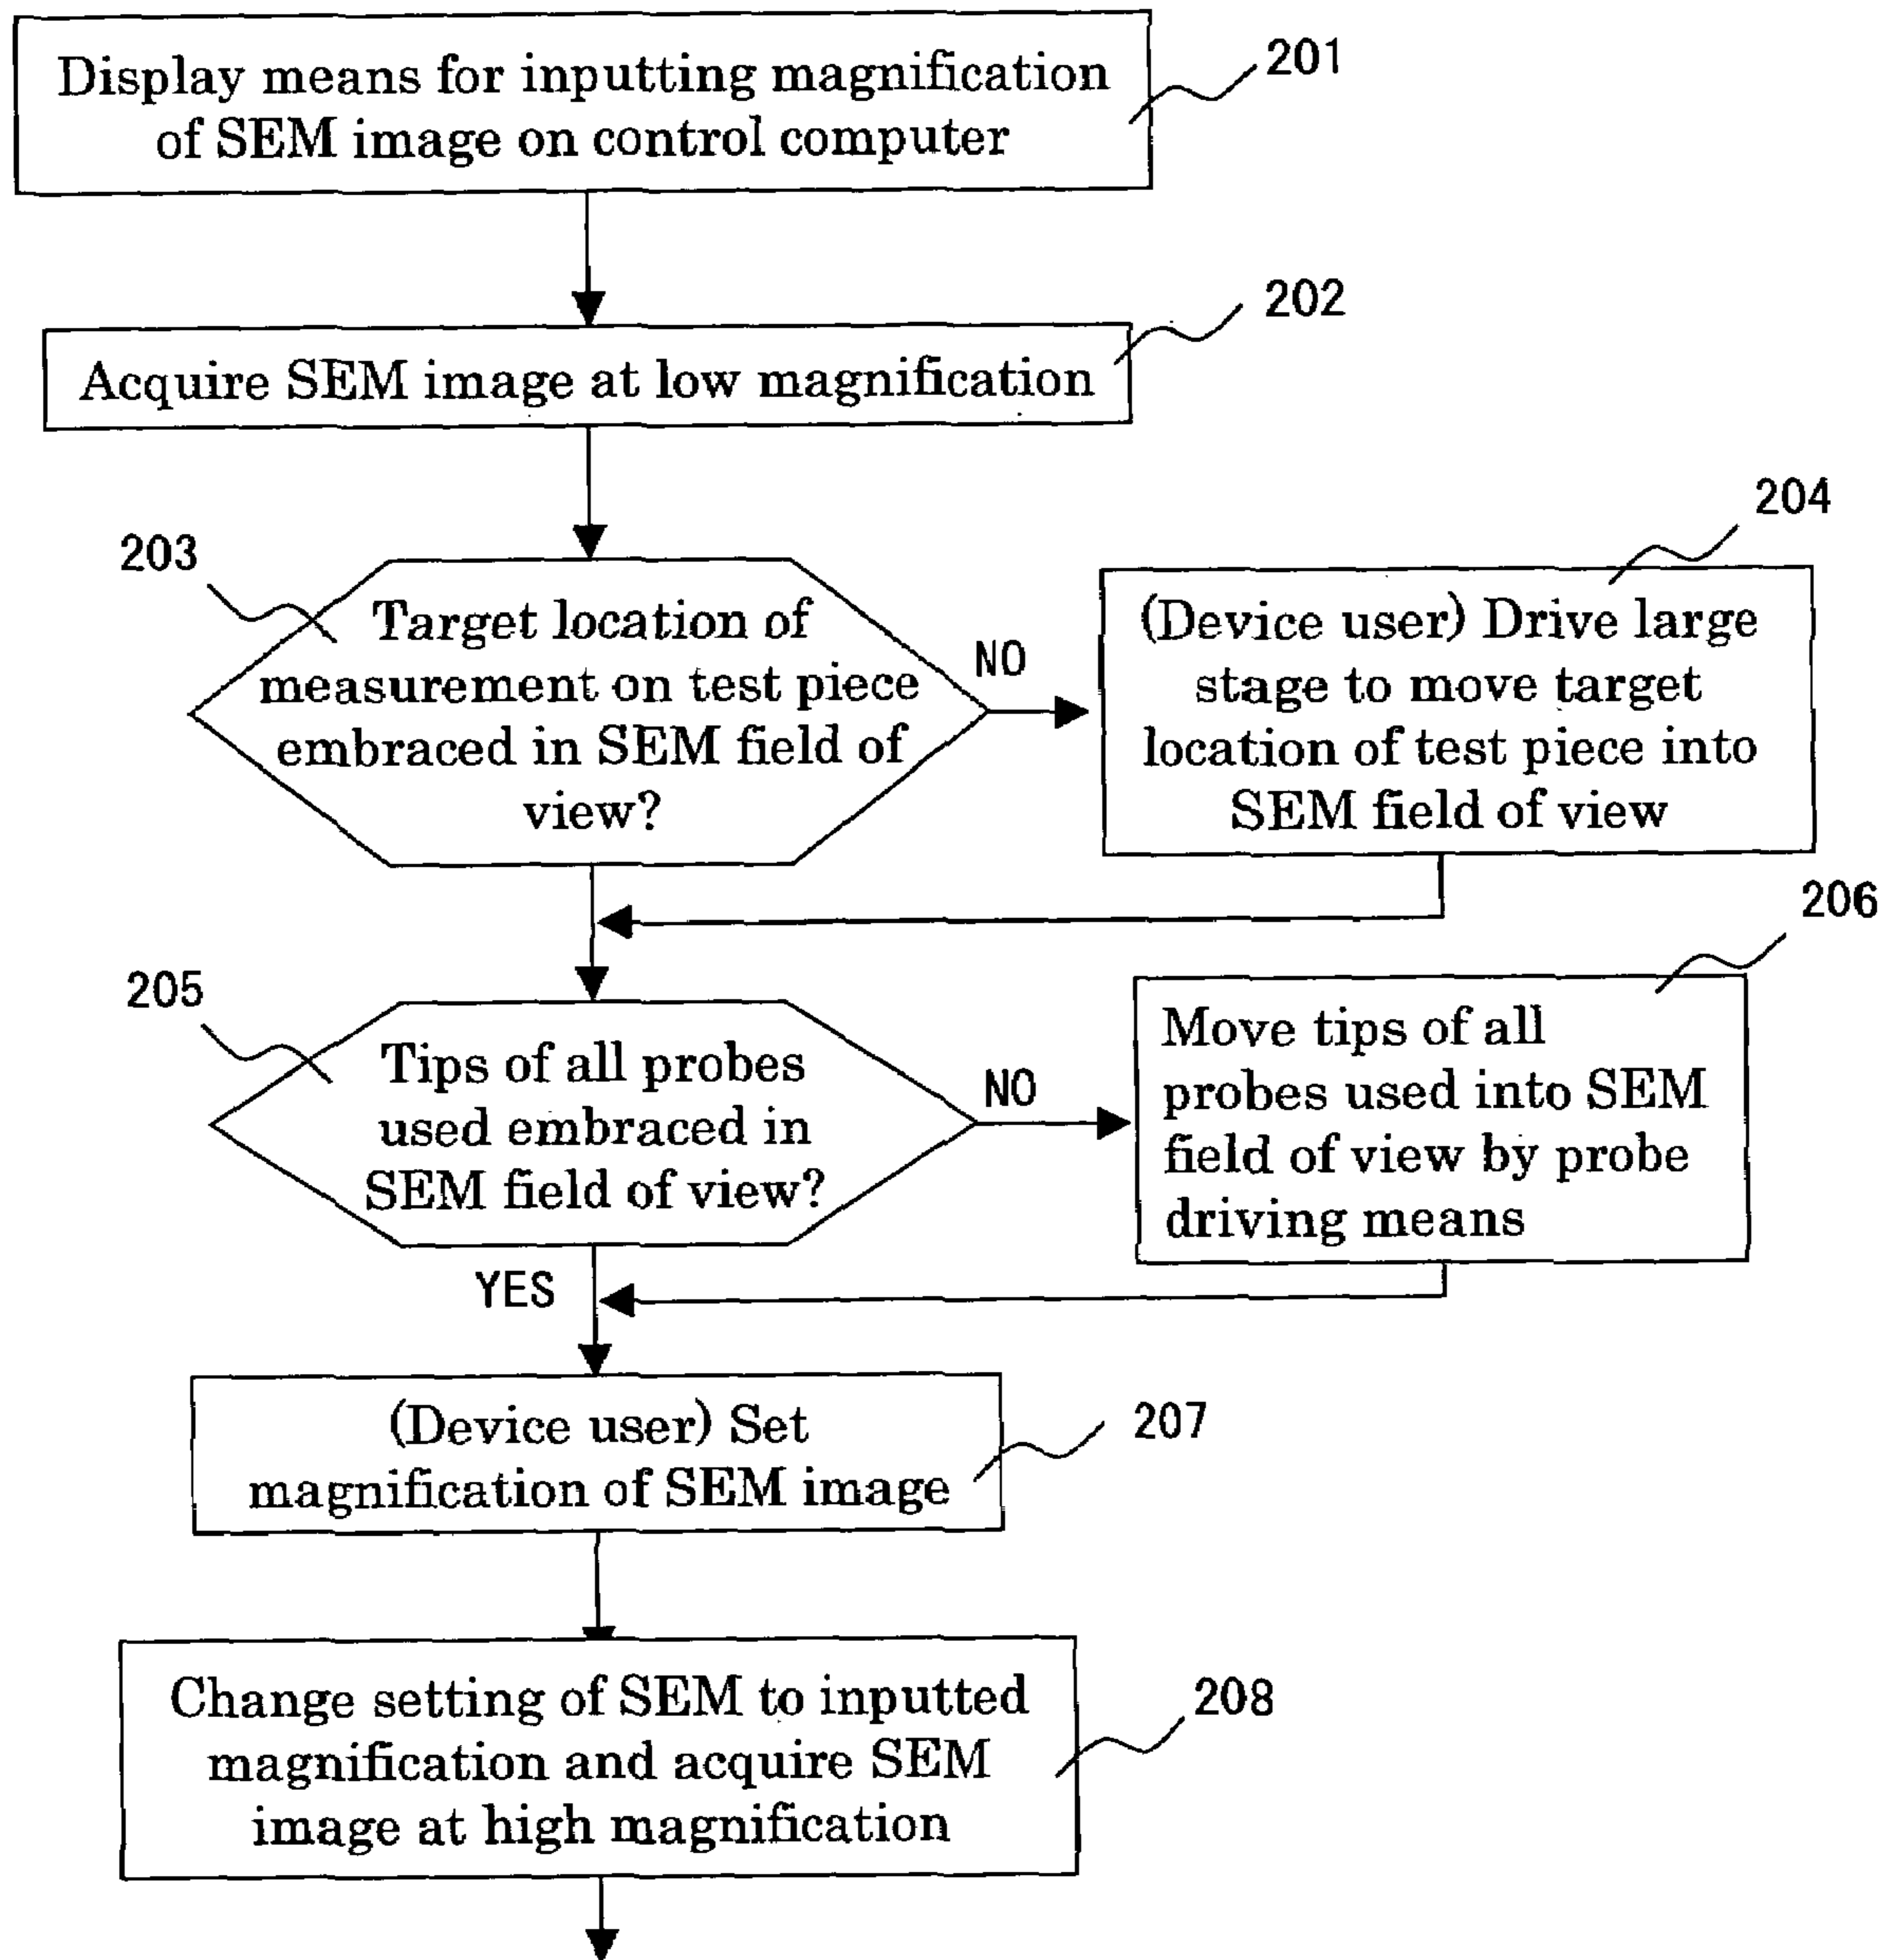 Display means for inputting magnification
of SEM image on control computer
201
Acquire SEM image at low magnification
202
203
Target location of
measurement on test piece
embraced in SEM field of
view?
NO
204
(Device user) Drive large
stage to move target
location of test piece into
SEM field of view
205
Tips of all probes
used embraced in
SEM field of view?
NO
206
Move tips of all
probes used into SEM
field of view by probe
driving means
YES
(Device user) Set
magnification of SEM image
207
Change setting of SEM to inputted
magnification and acquire SEM
image at high magnification
208